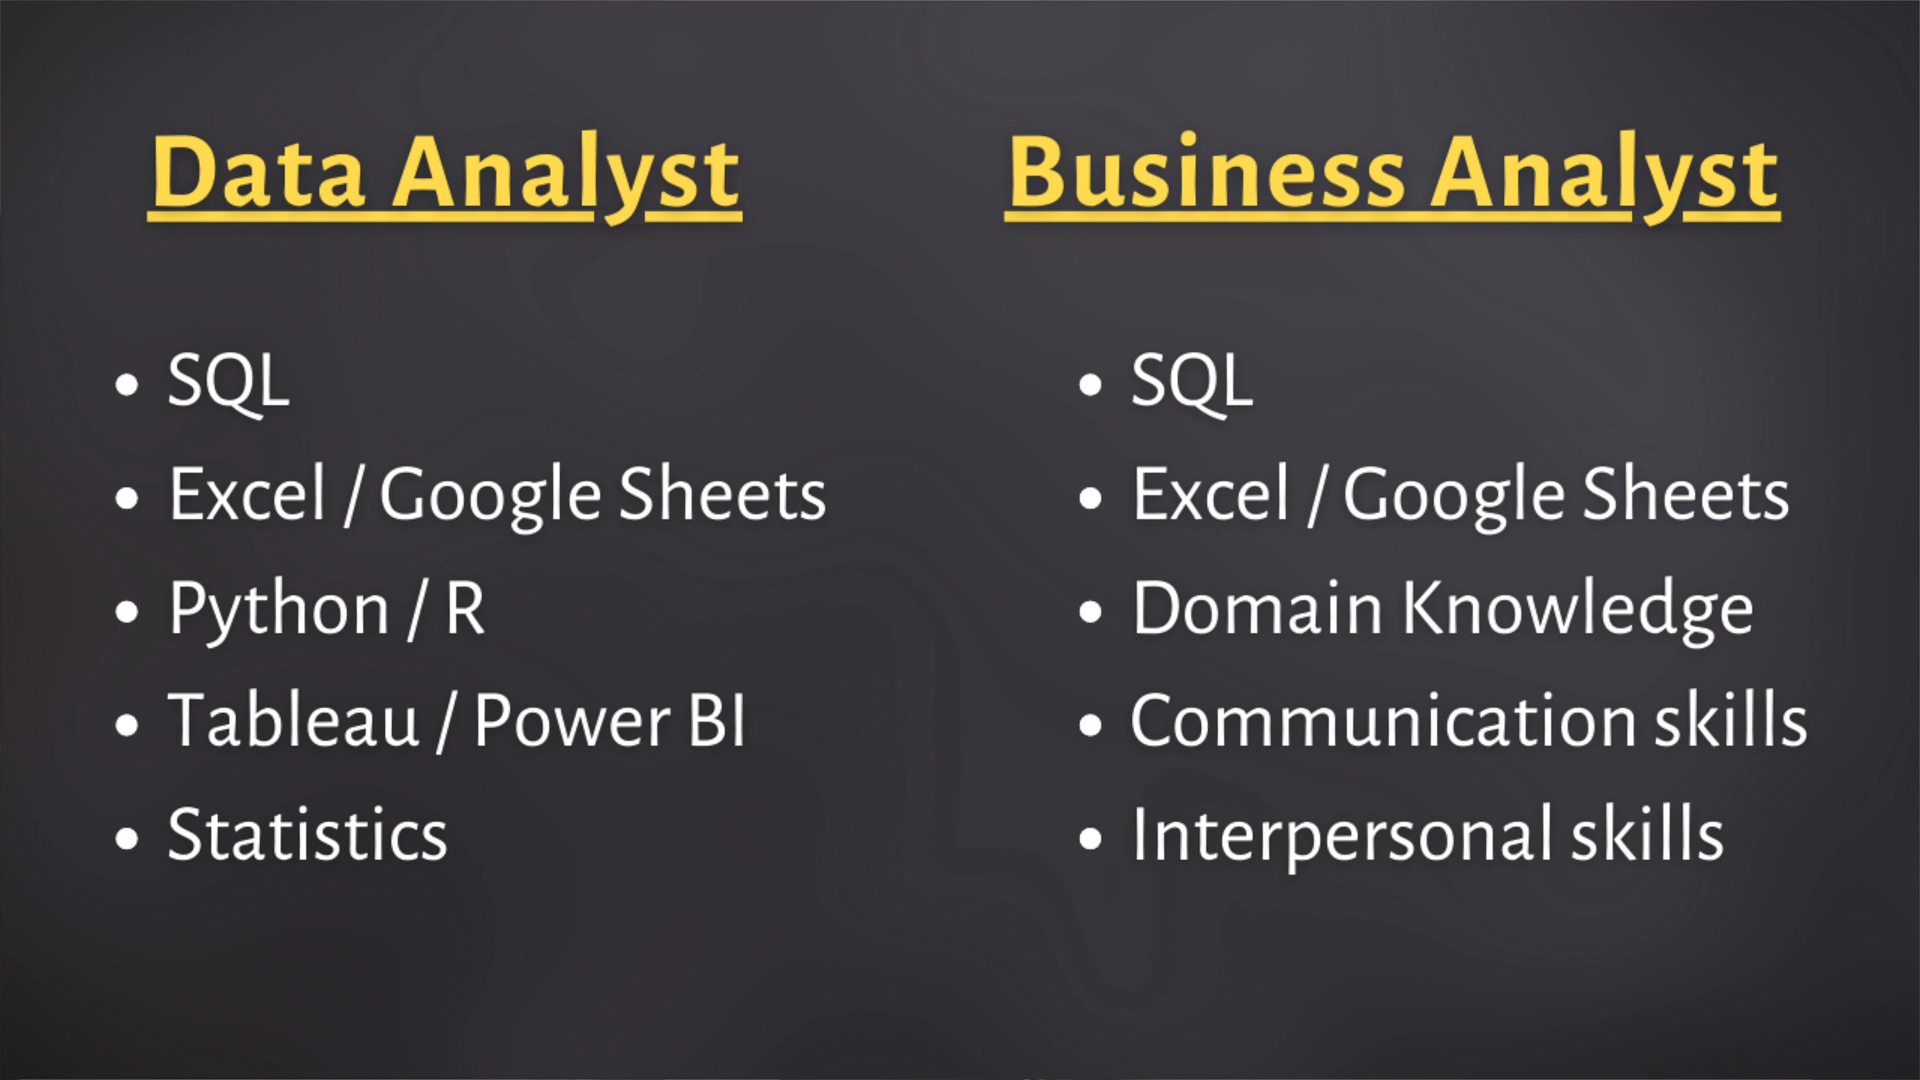 Data Analyst
• SQL
• Excel / Google Sheets
• Python / R
• Tableau / Power BI
• Statistics
Business Analyst
• SQL
• Excel / Google Sheets
• Domain Knowledge
• Communication skills
• Interpersonal skills